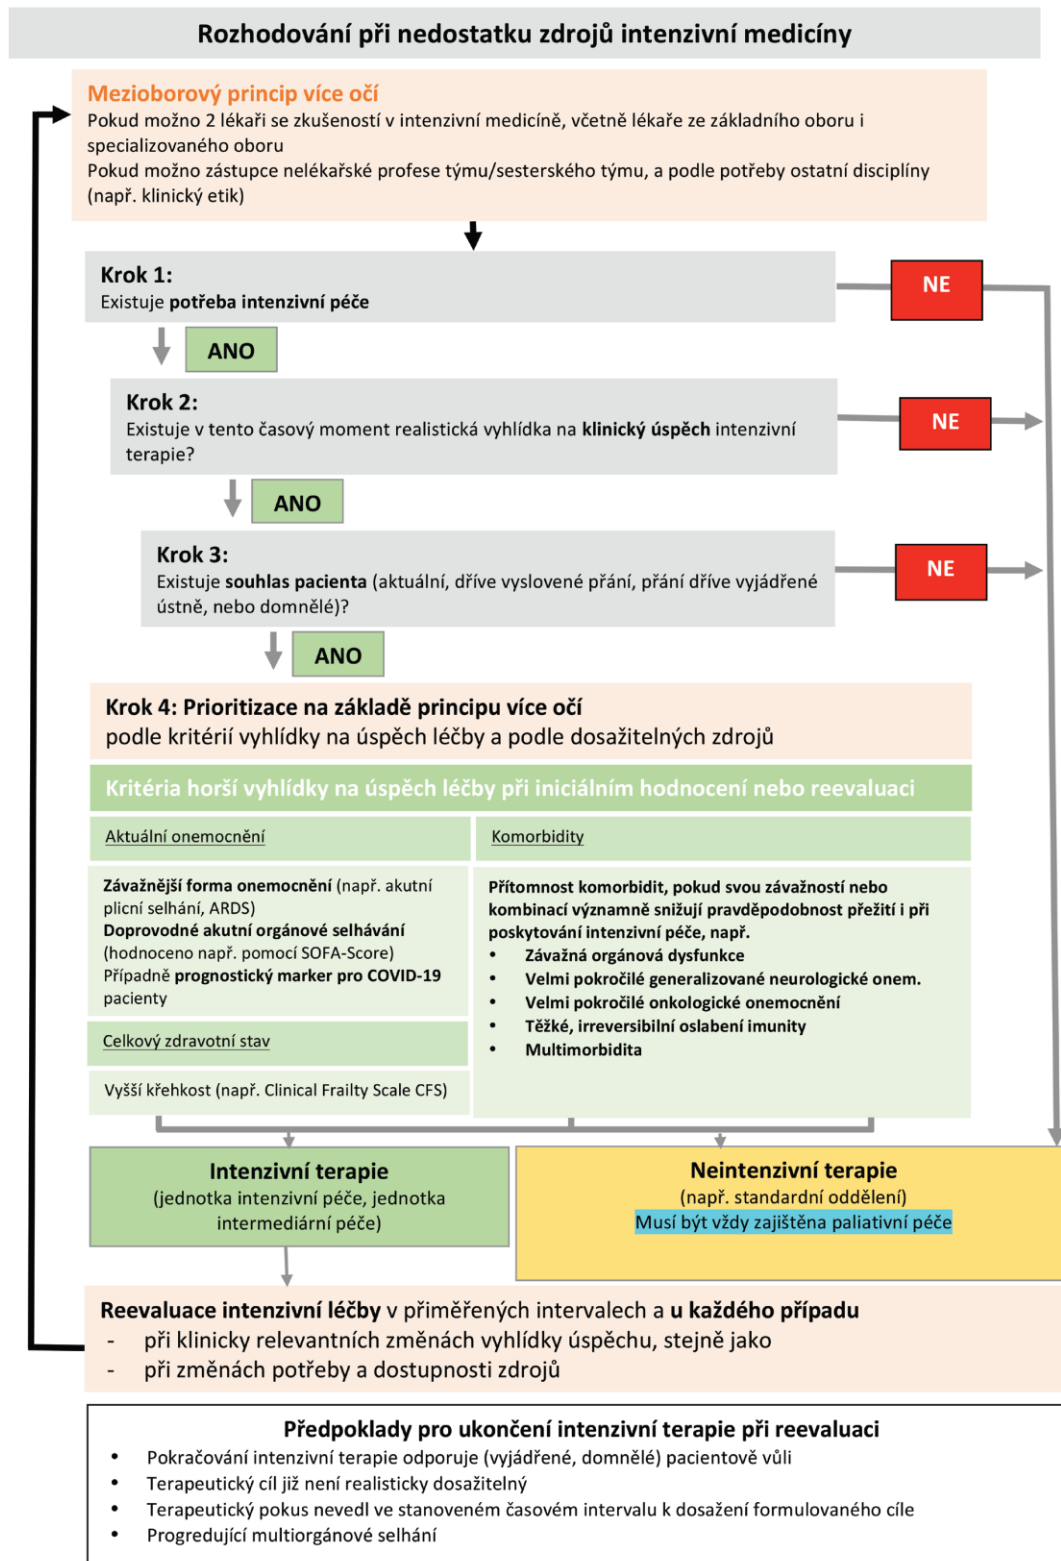 Rozhodování při nedostatku zdrojů intenzivní medicíny
Mezioborový princip více očí
Pokud možno 2 lékaři se zkušeností v intenzivní medicíně, včetně lékaře ze základního oboru i
specializovaného oboru
Pokud možno zástupce nelékařské profese týmu/sesterského týmu, a podle potřeby ostatní disciplíny
(např. klinický etik)
Krok 1:
Existuje potřeba intenzivní péče
NE
ANO
Krok 2:
Existuje v tento časový moment realistická vyhlídka na klinický úspěch intenzivní
terapie?
NE
ANO
Krok 3:
Existuje souhlas pacienta (aktuální, dříve vyslovené přání, přání dříve vyjádřené
ústně, nebo domnělé)?
NE
ANO
Krok 4: Prioritizace na základě principu více očí
podle kritérií vyhlídky na úspěch léčby a podle dosažitelných zdrojů
Kritéria horší vyhlídky na úspěch léčby při iniciálním hodnocení nebo reevaluaci
Aktuální onemocnění
Závažnější forma onemocnění (např. akutní
plicní selhání, ARDS)
Doprovodné akutní orgánové selhávání
(hodnoceno např. pomocí SOFA-Score)
Případně prognostický marker pro COVID-19
pacienty
Celkový zdravotní stav
Vyšší křehkost (např. Clinical Frailty Scale CFS)
Komorbidity
Přítomnost komorbidit, pokud svou závažností nebo
kombinací významně snižují pravděpodobnost přežití i při
poskytování intenzivní péče, např.
• Závažná orgánová dysfunkce
• Velmi pokročilé generalizované neurologické onem.
• Velmi pokročilé onkologické onemocnění
• Těžké, irreversibilní oslabení imunity
• Multimorbidita
Intenzivní terapie
(jednotka intenzivní péče, jednotka
intermediární péče)
Neintenzivní terapie
(např. standardní oddělení)
Musí být vždy zajištěna paliativní péče
Reevaluace intenzivní léčby v přiměřených intervalech a u každého případu
- při klinicky relevantních změnách vyhlídky úspěchu, stejně jako
- při změnách potřeby a dostupnosti zdrojů
Předpoklady pro ukončení intenzivní terapie při reevaluaci
• Pokračování intenzivní terapie odporuje (vyjádřené, domnělé) pacientově vůli
• Terapeutický cíl již není realisticky dosažitelný
• Terapeutický pokus nevedl ve stanoveném časovém intervalu k dosažení formulovaného cíle
• Progredující multiorgánové selhání